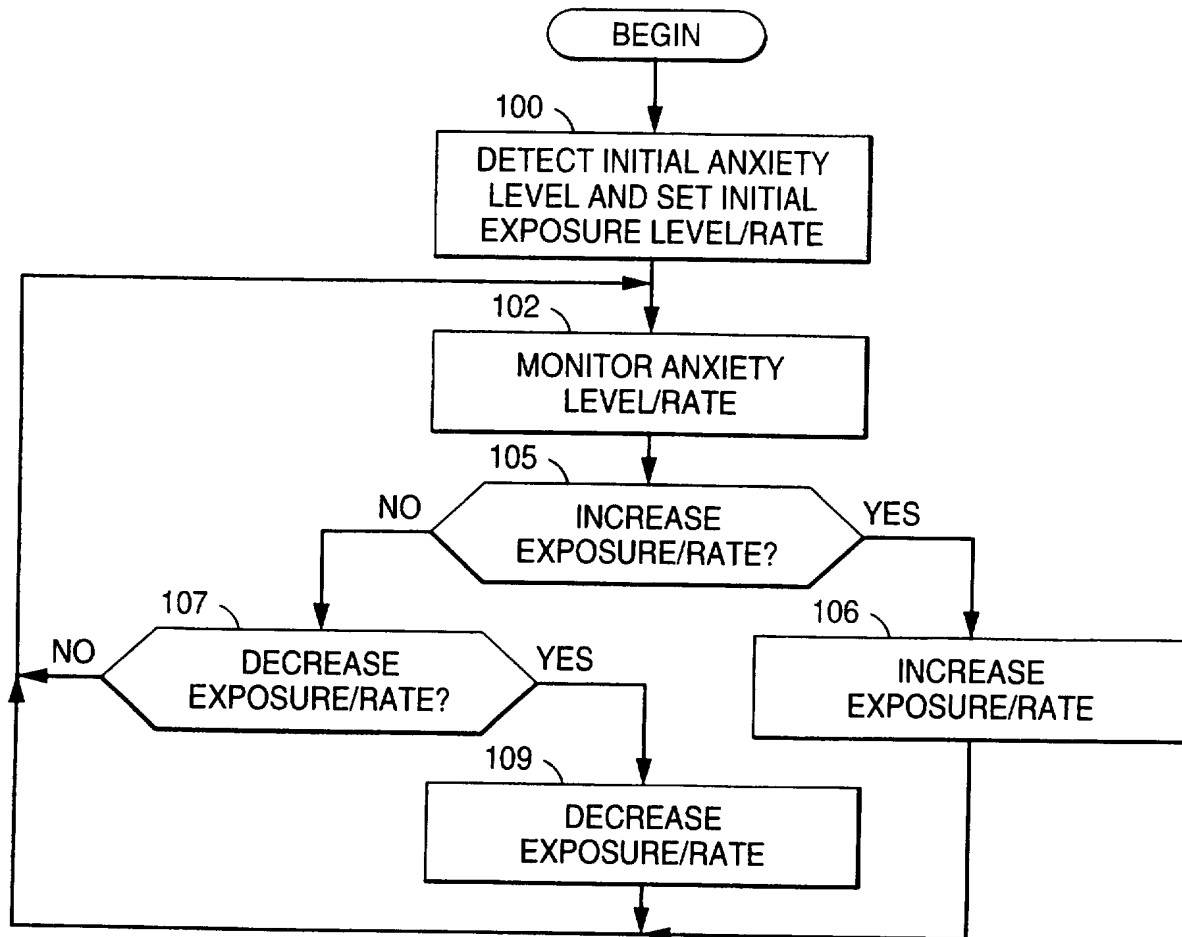 BEGIN
100
DETECT INITIAL ANXIETY
LEVEL AND SET INITIAL
EXPOSURE LEVEL/RATE
102
MONITOR ANXIETY
LEVEL/RATE
105
NO
INCREASE
EXPOSURE/RATE?
YES
107
NO
DECREASE
EXPOSURE/RATE?
YES
106
INCREASE
EXPOSURE/RATE
109
DECREASE
EXPOSURE/RATE